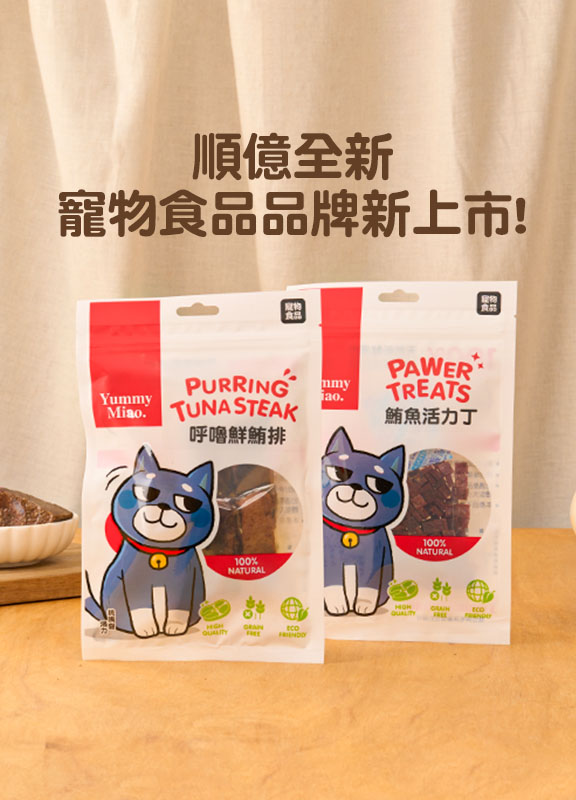 順億全新
寵物食品品牌新上市!
寵物
食品
Yummy
Miao.
PURRING
TUNA STEAK
呼嚕鮮鮪排
100%
NATURAL
HIGH
QUALITY
GRAIN
FREE
ECO
FRIENDLY
寵物
食品
mmy
iao.
PAWER
TREATS
鮪魚活力丁
100%
NATURAL
HIGH
QUALITY
GRAIN
FREE
ECO
FRIENDLY